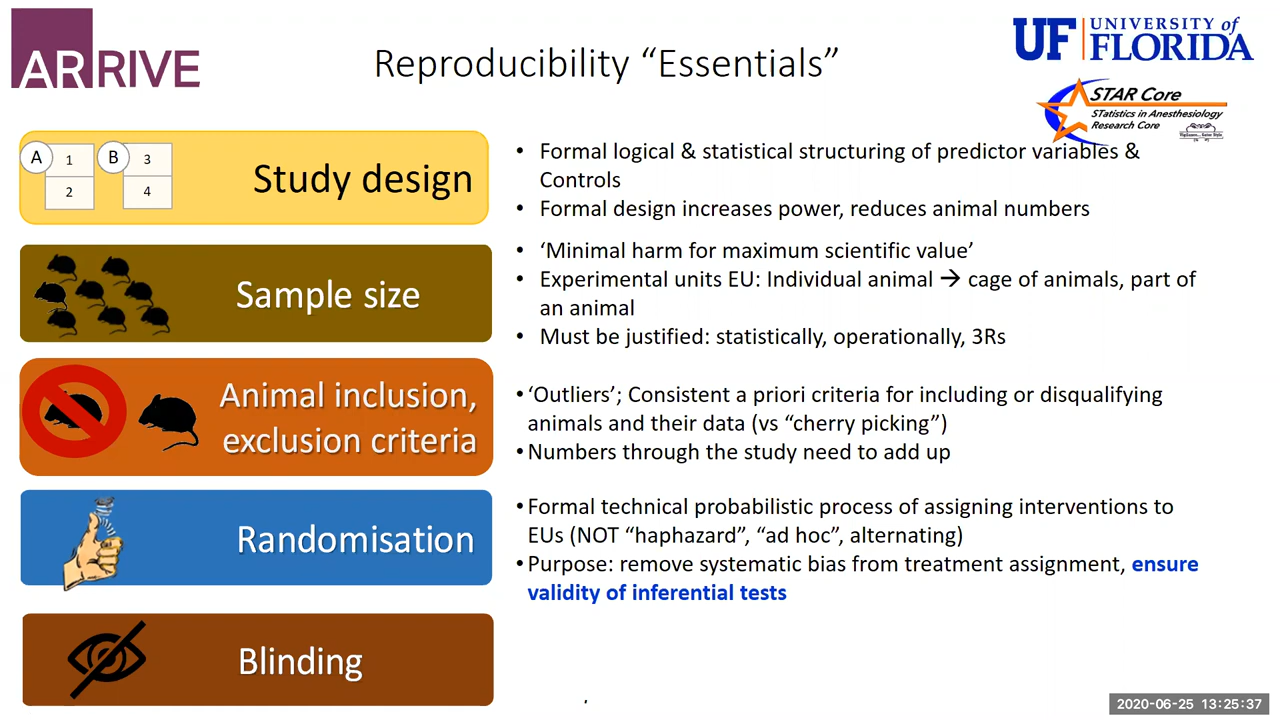 ARRIVE
Reproducibility “Essentials”
UF UNIVERSITY of
FLORIDA
STAR Core
STatistics in Anesthesiology
Research Core
A 1 B 3
2 4
Study design
• Formal logical & statistical structuring of predictor variables &
Controls
• Formal design increases power, reduces animal numbers
Sample size
• ‘Minimal harm for maximum scientific value’
• Experimental units EU: Individual animal → cage of animals, part of
an animal
• Must be justified: statistically, operationally, 3Rs
Animal inclusion,
exclusion criteria
• ‘Outliers’; Consistent a priori criteria for including or disqualifying
animals and their data (vs “cherry picking”)
• Numbers through the study need to add up
Randomisation
• Formal technical probabilistic process of assigning interventions to
EUs (NOT “haphazard”, “ad hoc”, alternating)
• Purpose: remove systematic bias from treatment assignment, ensure
validity of inferential tests
Blinding
2020-06-25 13:25:37